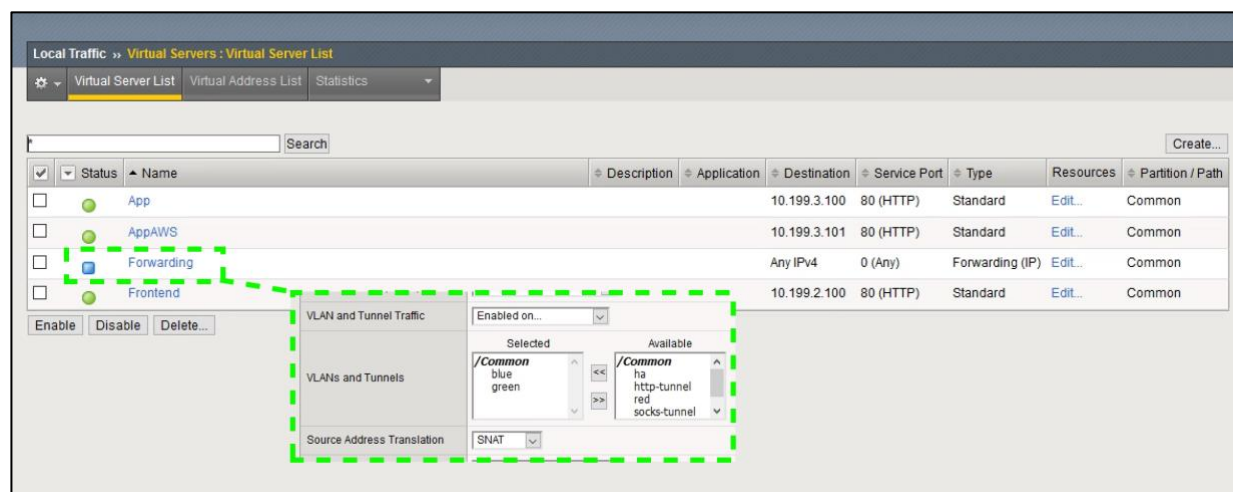 Local Traffic ›› Virtual Servers : Virtual Server List
Virtual Server List Virtual Address List Statistics
* Search Create...
Status Name Description Application Destination Service Port Type Resources Partition / Path
App 10.199.3.100 80 (HTTP) Standard Edit... Common
AppAWS 10.199.3.101 80 (HTTP) Standard Edit... Common
Forwarding Any IPv4 0 (Any) Forwarding (IP) Edit... Common
Frontend 10.199.2.100 80 (HTTP) Standard Edit... Common
Enable Disable Delete...
VLAN and Tunnel Traffic Enabled on...
Selected Available
/Common /Common
blue ha
green http-tunnel
VLANs and Tunnels << >>
red
socks-tunnel
Source Address Translation SNAT